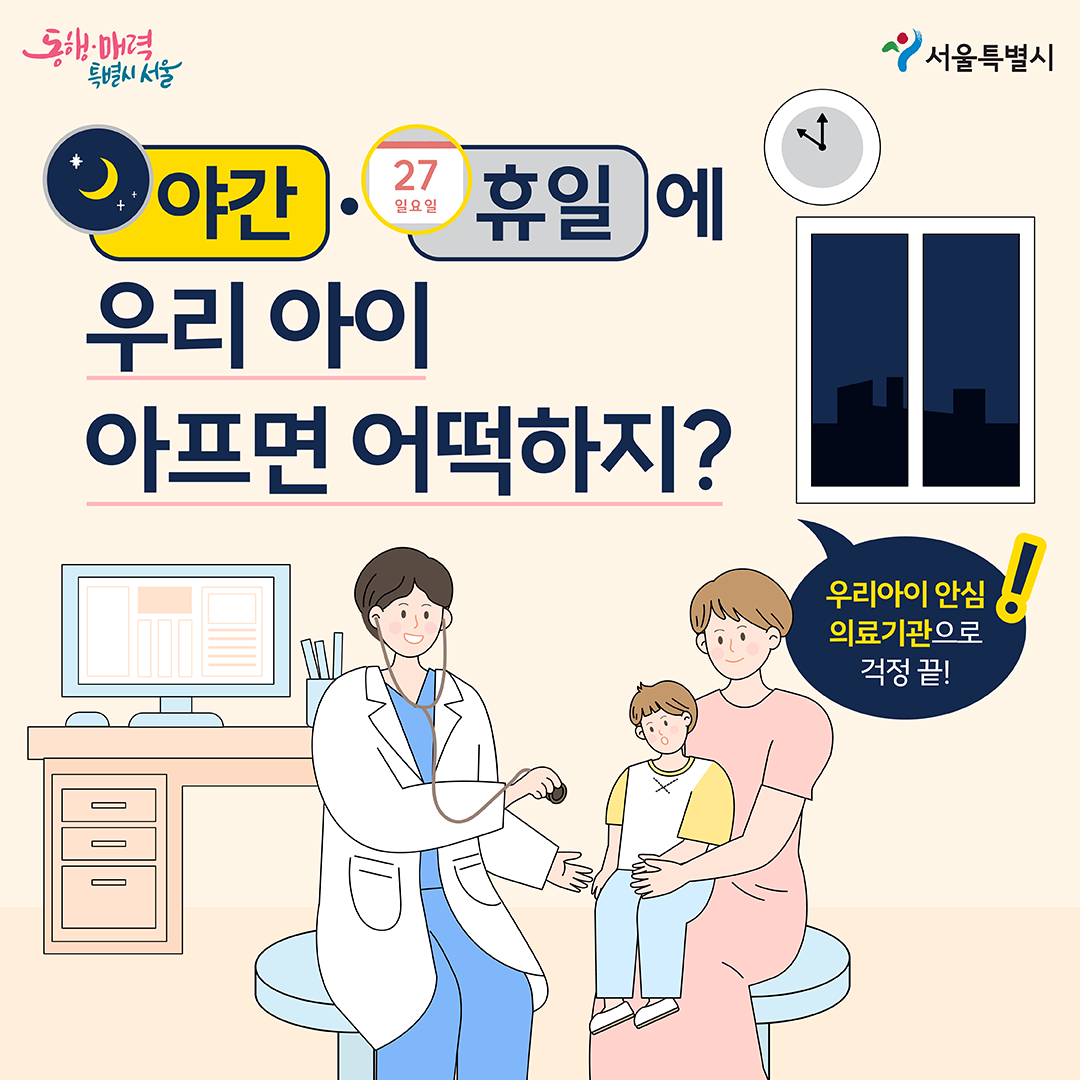 동행·매력
특별시 서울
서울특별시
야간·휴일에
27
일요일
우리 아이
아프면 어떡하지?
우리아이 안심
의료기관으로
걱정 끝!
!